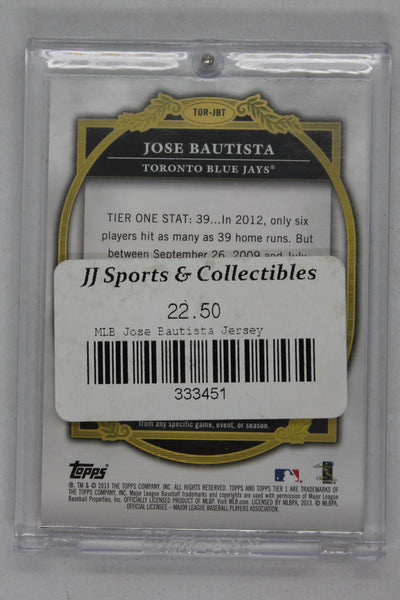 TOR-JBT
JOSE BAUTISTA
TORONTO BLUE JAYS®
TIER ONE STAT: 39...In 2012, only six
players hit as many as 39 home runs. But
between September 26, 2009 and July
JJ Sports & Collectibles
22.50
MLB Jose Bautista Jersey
333451
from any specific game, event, or season.
Topps
®, TM & © 2013 THE TOPPS COMPANY, INC. ALL RIGHTS RESERVED. TOPPS AND TOPPS TIER 1 ARE TRADEMARKS OF
THE TOPPS COMPANY, INC. Major League Baseball trademarks and copyrights are used with permission of Major League
Baseball Properties, Inc. OFFICIALLY LICENSED PRODUCT OF MLBP. Visit MLB.com. LICENSED BY MLBPA, 2013. © MLBPA,
OFFICIAL LICENSEE - MAJOR LEAGUE BASEBALL PLAYERS ASSOCIATION.